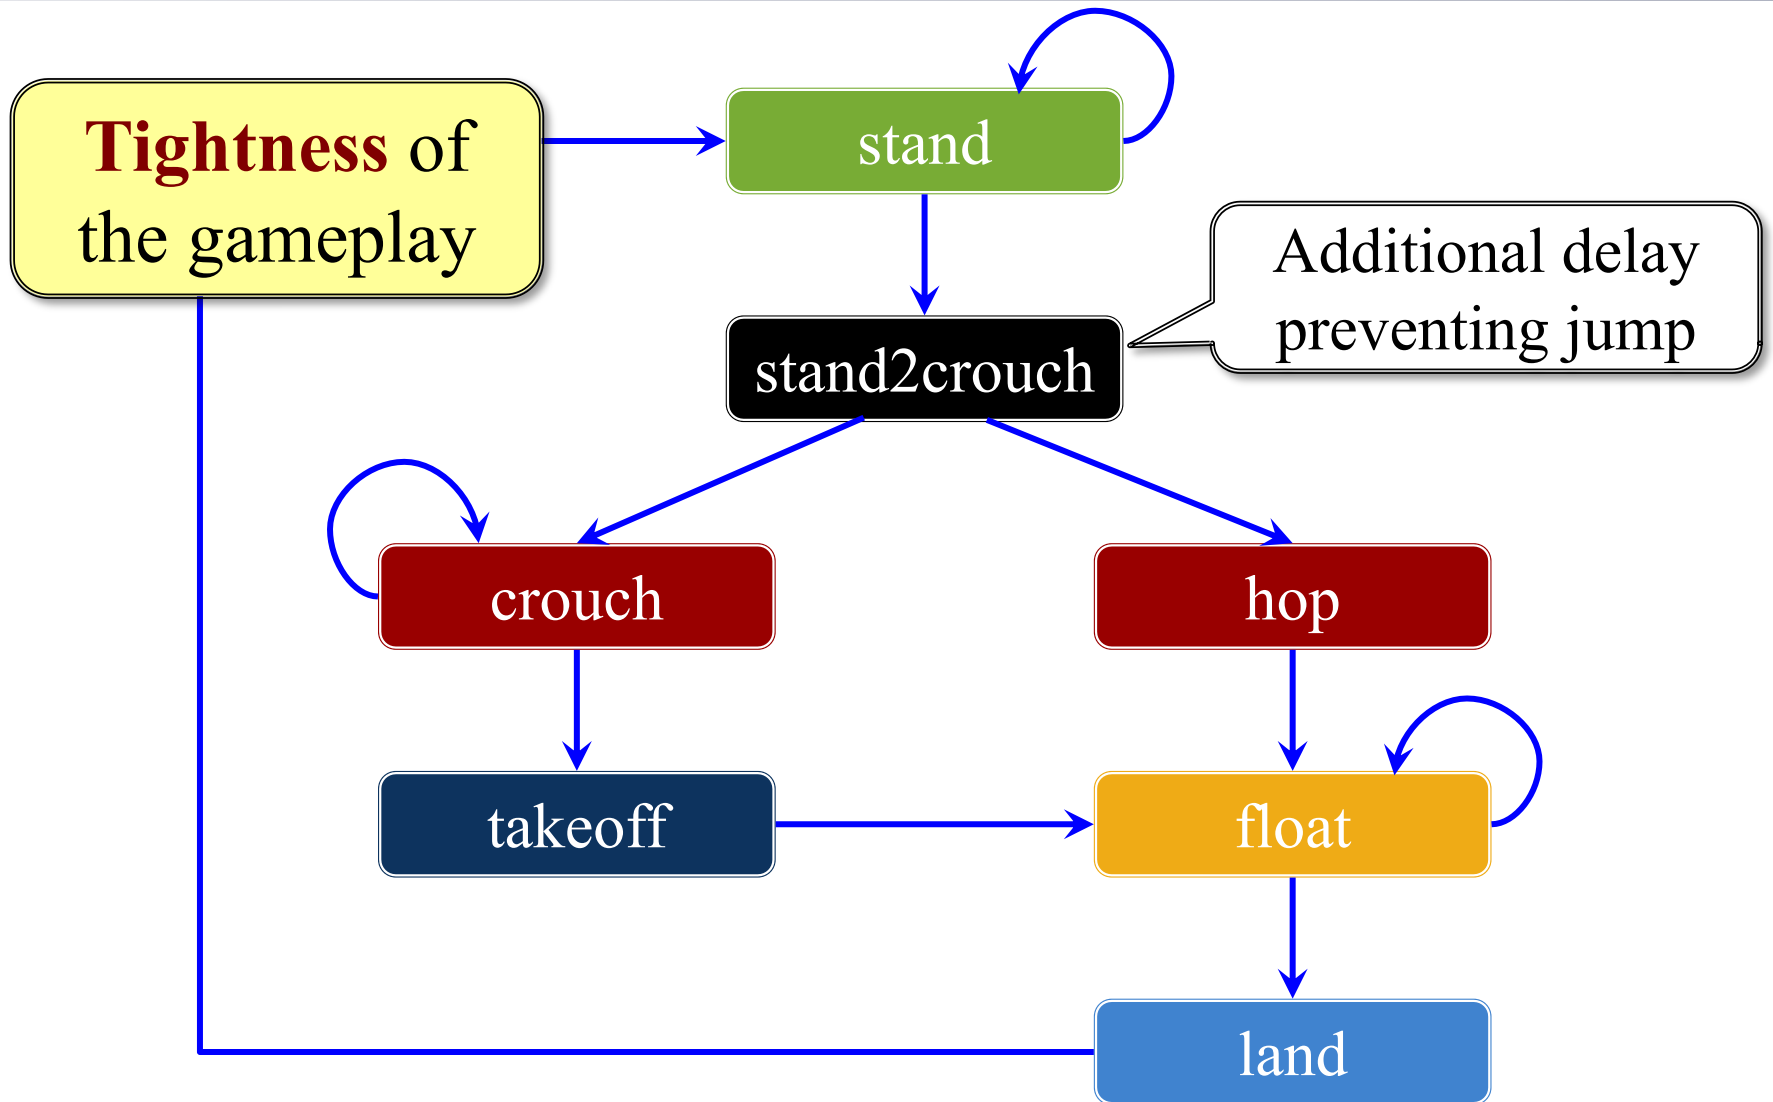 Tightness of
the gameplay
stand
Additional delay
preventing jump
stand2crouch
crouch
hop
takeoff
float
land